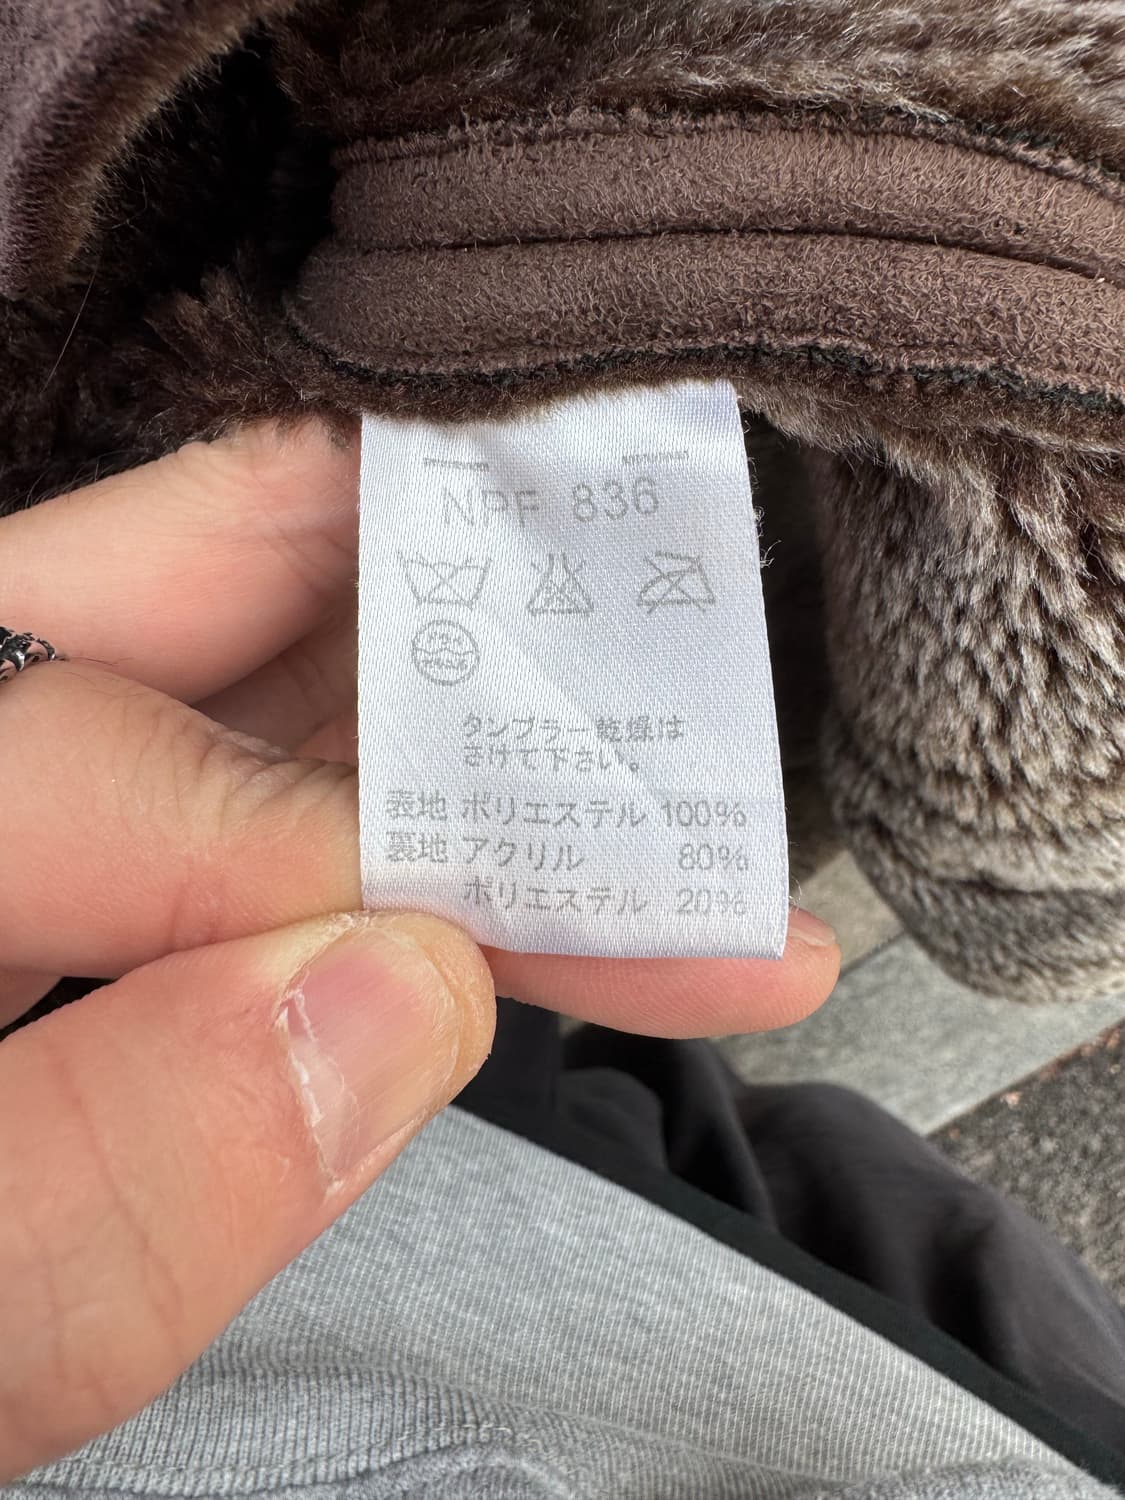 NPF 836
タンブラー乾燥は
さけて下さい。
表地 ポリエステル 100%
裏地 アクリル 80%
ポリエステル 20%